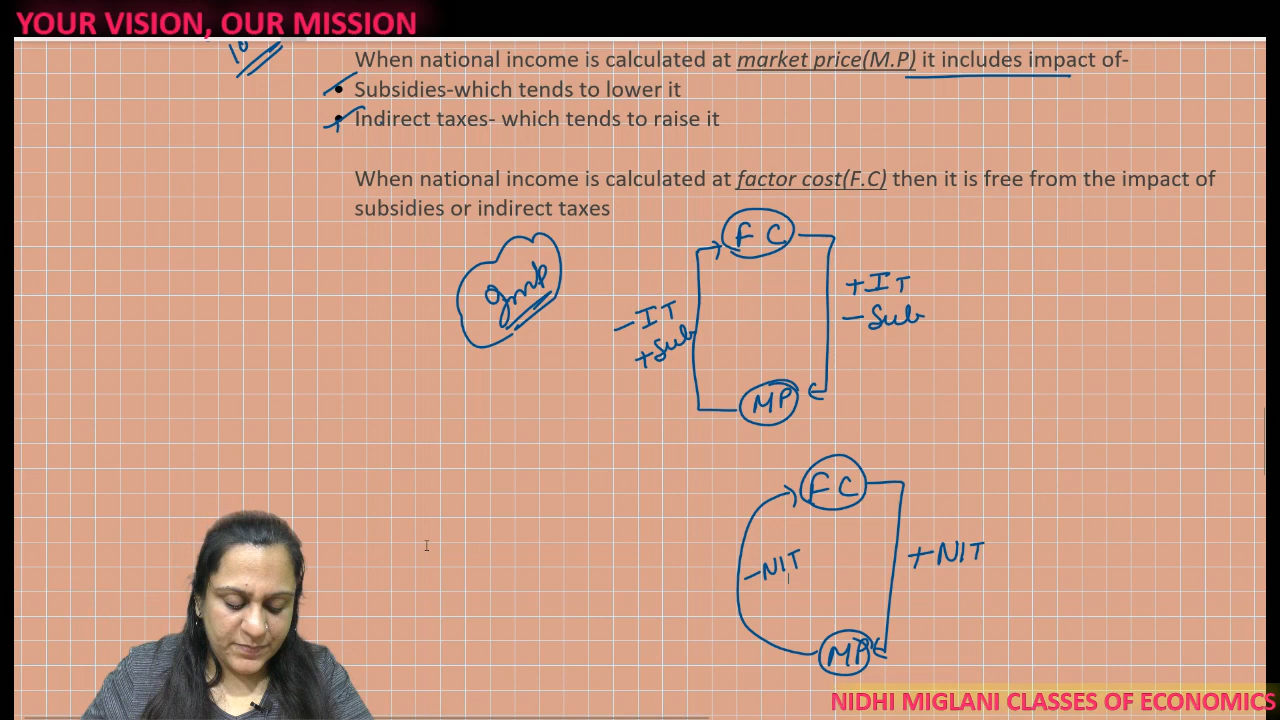 YOUR VISION, OUR MISSION
10
When national income is calculated at market price(M.P) it includes impact of-
• Subsidies-which tends to lower it
• Indirect taxes- which tends to raise it
When national income is calculated at factor cost(F.C) then it is free from the impact of
subsidies or indirect taxes
FC
gmp
+IT
-Sub
-IT
+Sub
MP
FC
-NIT
+NIT
MP
NIDHI MIGLANI CLASSES OF ECONOMICS